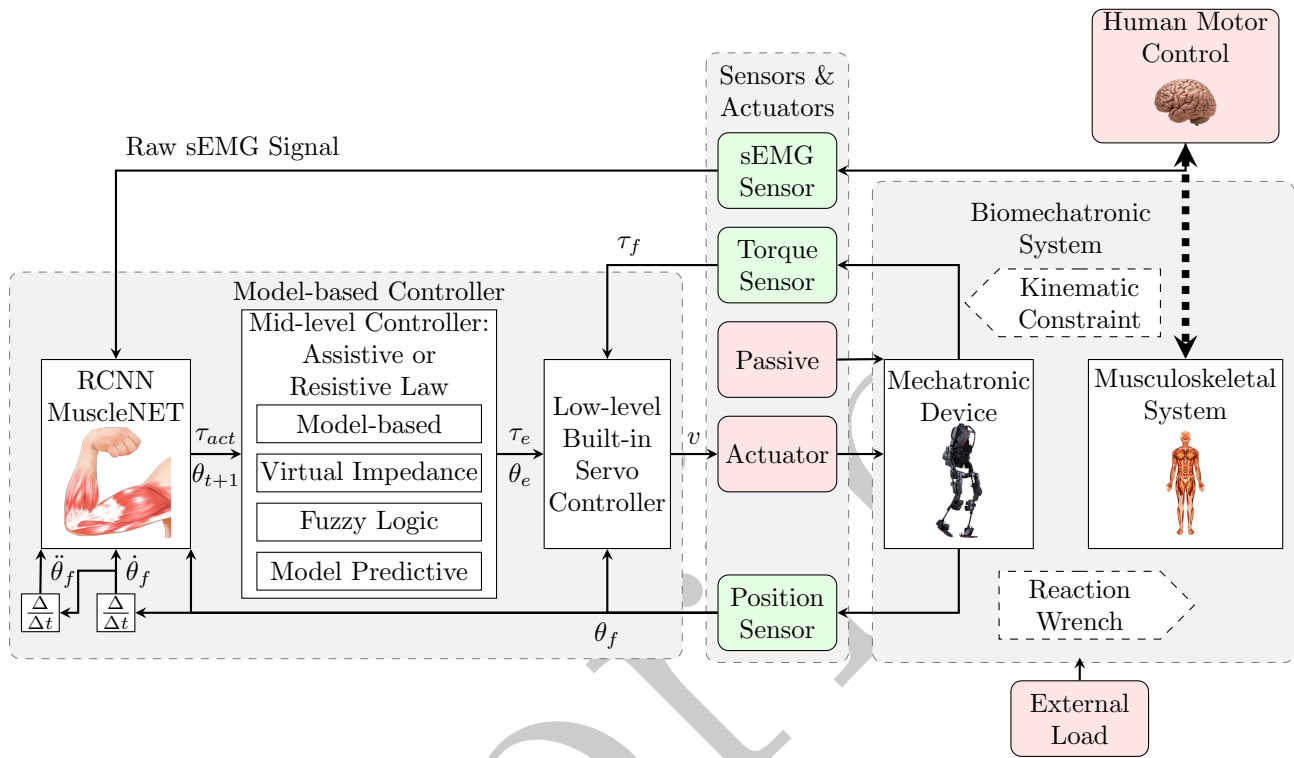 Human Motor
Control
Sensors &
Actuators
Raw sEMG Signal
sEMG
Sensor
Biomechatronic
System
τ_f
Torque
Sensor
Kinematic
Constraint
Model-based Controller
Mid-level Controller:
Assistive or
Resistive Law
Model-based
Virtual Impedance
Fuzzy Logic
Model Predictive
RCNN
MuscleNET
τ_act
θ_{t+1}
τ_e
θ_e
Low-level
Built-in
Servo
Controller
v
Passive
Actuator
Mechatronic
Device
Musculoskeletal
System
θ̈_f
θ̇_f
Δ
Δt
Δ
Δt
θ_f
Position
Sensor
Reaction
Wrench
External
Load